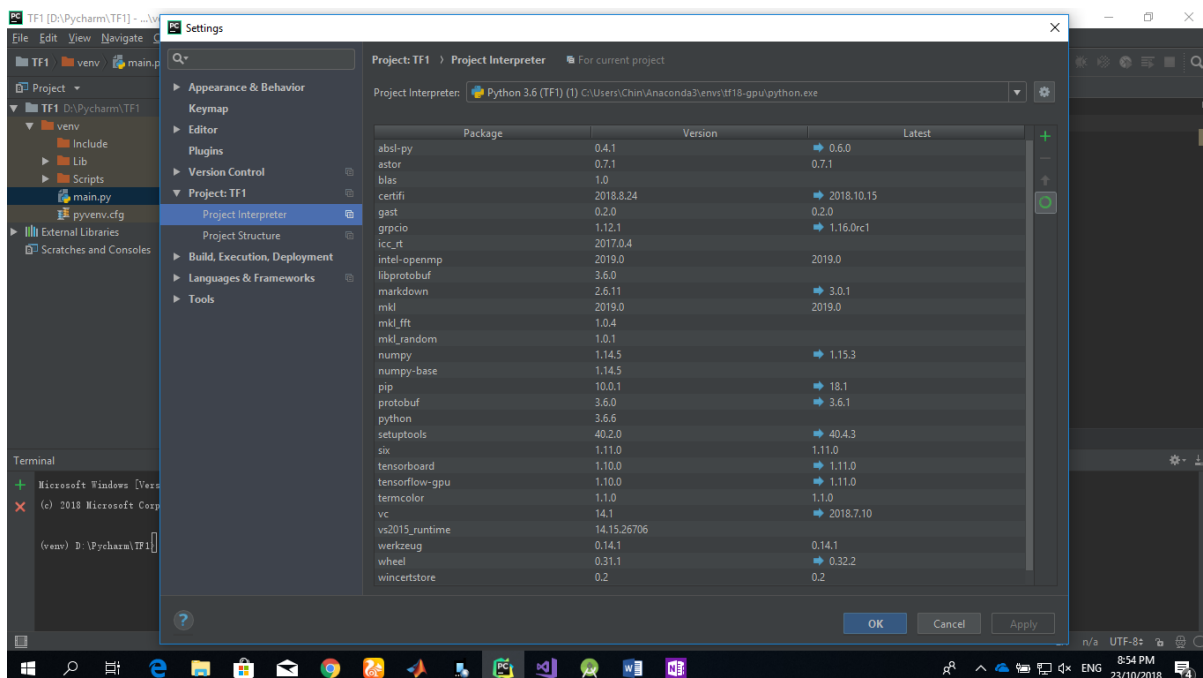 TF1 [D:\Pycharm\TF1] - ...\v
File Edit View Navigate C
TF1 venv main.p
Project
TF1 D:\Pycharm\TF1
venv
Include
Lib
Scripts
main.py
pyvenv.cfg
External Libraries
Scratches and Consoles
Settings
Appearance & Behavior
Keymap
Editor
Plugins
Version Control
Project: TF1
Project Interpreter
Project Structure
Build, Execution, Deployment
Languages & Frameworks
Tools
Project: TF1 › Project Interpreter For current project
Project Interpreter: Python 3.6 (TF1) (1) C:\Users\Chin\Anaconda3\envs\tf18-gpu\python.exe
Package Version Latest
absl-py 0.4.1 0.6.0
astor 0.7.1 0.7.1
blas 1.0
certifi 2018.8.24 2018.10.15
gast 0.2.0 0.2.0
grpcio 1.12.1 1.16.0rc1
icc_rt 2017.0.4
intel-openmp 2019.0 2019.0
libprotobuf 3.6.0
markdown 2.6.11 3.0.1
mkl 2019.0 2019.0
mkl_fft 1.0.4
mkl_random 1.0.1
numpy 1.14.5 1.15.3
numpy-base 1.14.5
pip 10.0.1 18.1
protobuf 3.6.0 3.6.1
python 3.6.6
setuptools 40.2.0 40.4.3
six 1.11.0 1.11.0
tensorboard 1.10.0 1.11.0
tensorflow-gpu 1.10.0 1.11.0
termcolor 1.1.0 1.1.0
vc 14.1 2018.7.10
vs2015_runtime 14.15.26706
werkzeug 0.14.1 0.14.1
wheel 0.31.1 0.32.2
wincertstore 0.2 0.2
OK Cancel Apply
Terminal
Microsoft Windows [Vers
(c) 2018 Microsoft Corp
(venv) D:\Pycharm\TF1
n/a UTF-8
ENG 8:54 PM
23/10/2018